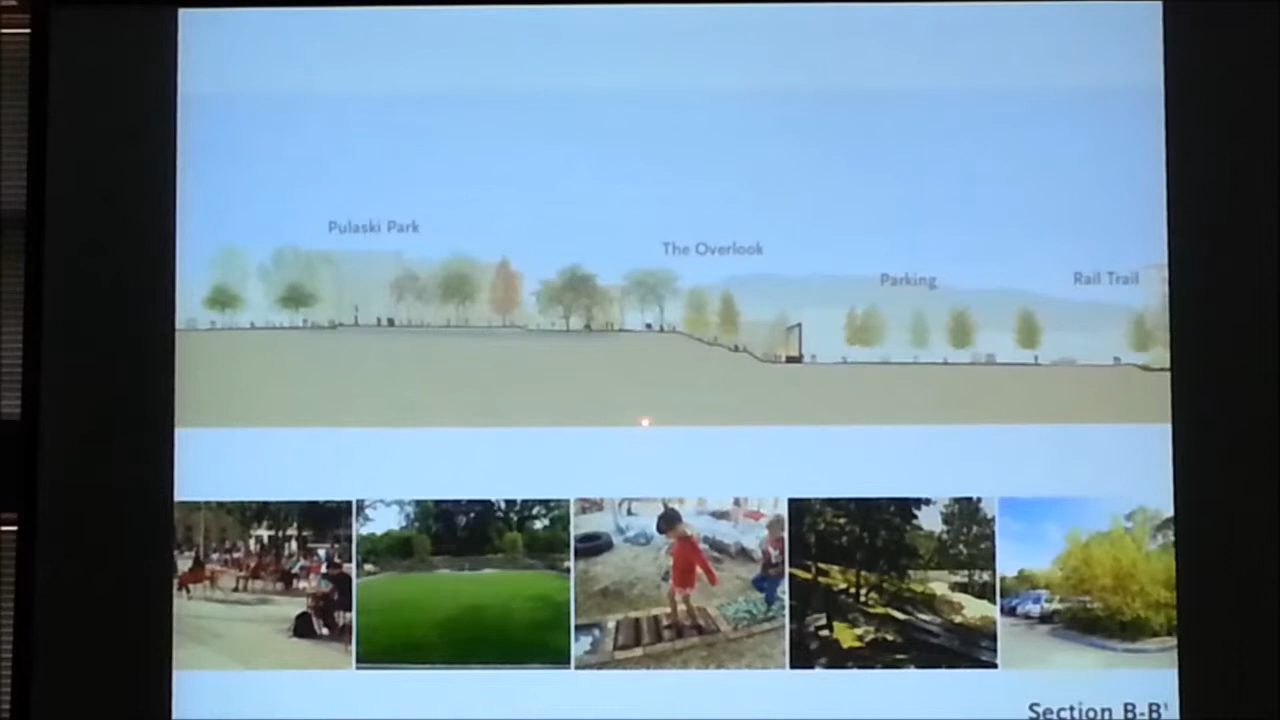 Pulaski Park
The Overlook
Parking
Rail Trail
Section B-B'